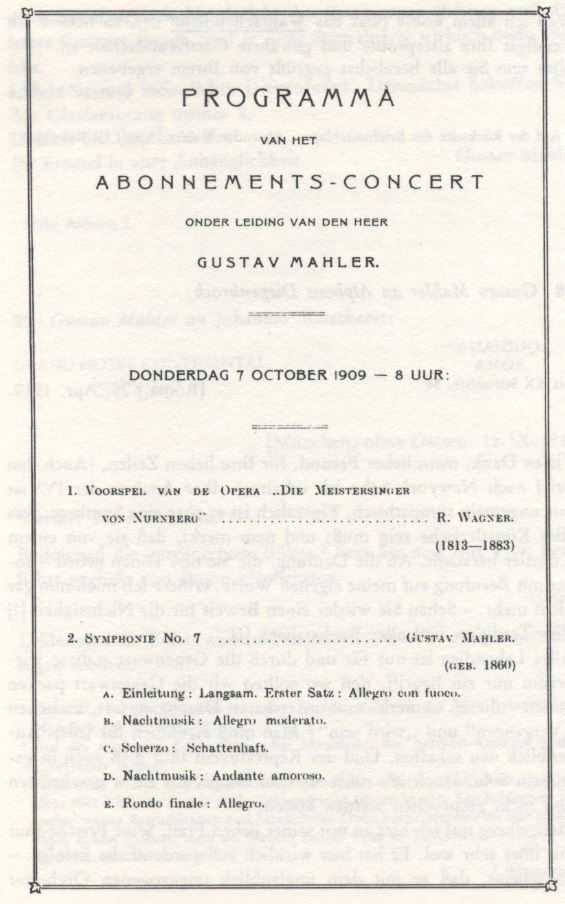 PROGRAMMA
VAN HET
ABONNEMENTS-CONCERT
ONDER LEIDING VAN DEN HEER
GUSTAV MAHLER.
DONDERDAG 7 OCTOBER 1909 — 8 UUR:
1. VOORSPEL VAN DE OPERA „DIE MEISTERSINGER
VON NURNBERG" .................... R. WAGNER.
(1813—1883)
2. SYMPHONIE NO. 7 .................... GUSTAV MAHLER.
(GEB. 1860)
A. Einleitung : Langsam. Erster Satz : Allegro con fuoco.
B. Nachtmusik : Allegro moderato.
C. Scherzo : Schattenhaft.
D. Nachtmusik : Andante amoroso.
E. Rondo finale : Allegro.